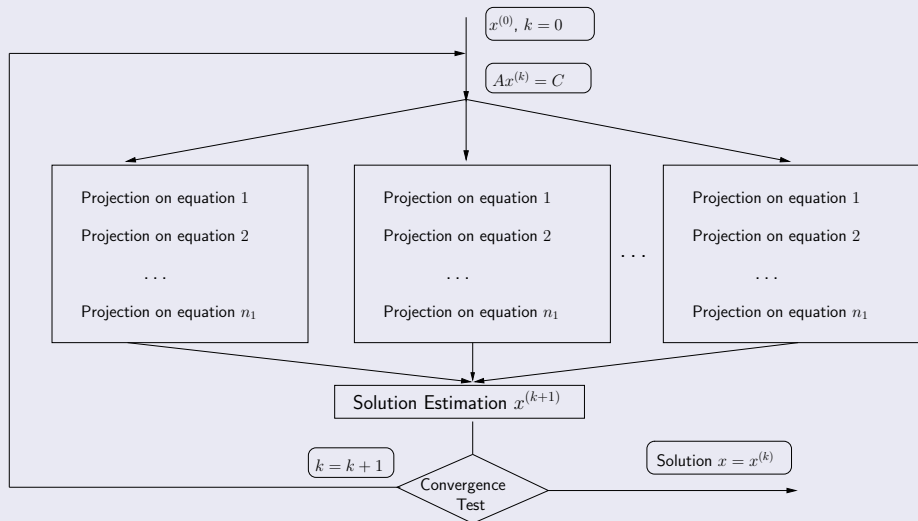 x^{(0)}, k = 0
Ax^{(k)} = C
Projection on equation 1
Projection on equation 2
. . .
Projection on equation n_1
Projection on equation 1
Projection on equation 2
. . .
Projection on equation n_1
. . .
Projection on equation 1
Projection on equation 2
. . .
Projection on equation n_1
Solution Estimation x^{(k+1)}
k = k + 1
Convergence
Test
Solution x = x^{(k)}